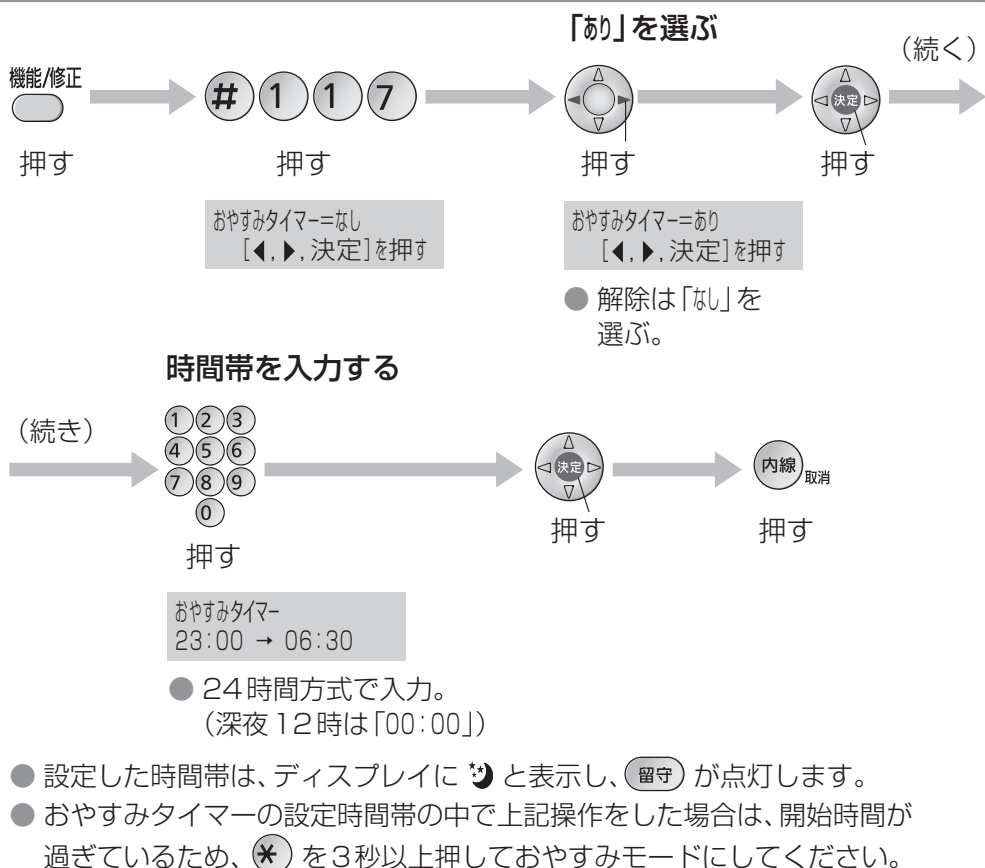 「あり」を選ぶ
（続く）
機能/修正
# 1 1 7
決定
押す 押す 押す 押す
おやすみタイマー=なし
[◀,▶,決定]を押す
おやすみタイマー=あり
[◀,▶,決定]を押す
● 解除は「なし」を
選ぶ。
時間帯を入力する
（続き）
1 2 3
4 5 6
7 8 9
0
決定
内線 取消
押す 押す 押す
おやすみタイマー
23:00 → 06:30
● 24時間方式で入力。
（深夜12時は「00:00」）
● 設定した時間帯は、ディスプレイに と表示し、留守 が点灯します。
● おやすみタイマーの設定時間帯の中で上記操作をした場合は、開始時間が
過ぎているため、＊ を3秒以上押しておやすみモードにしてください。